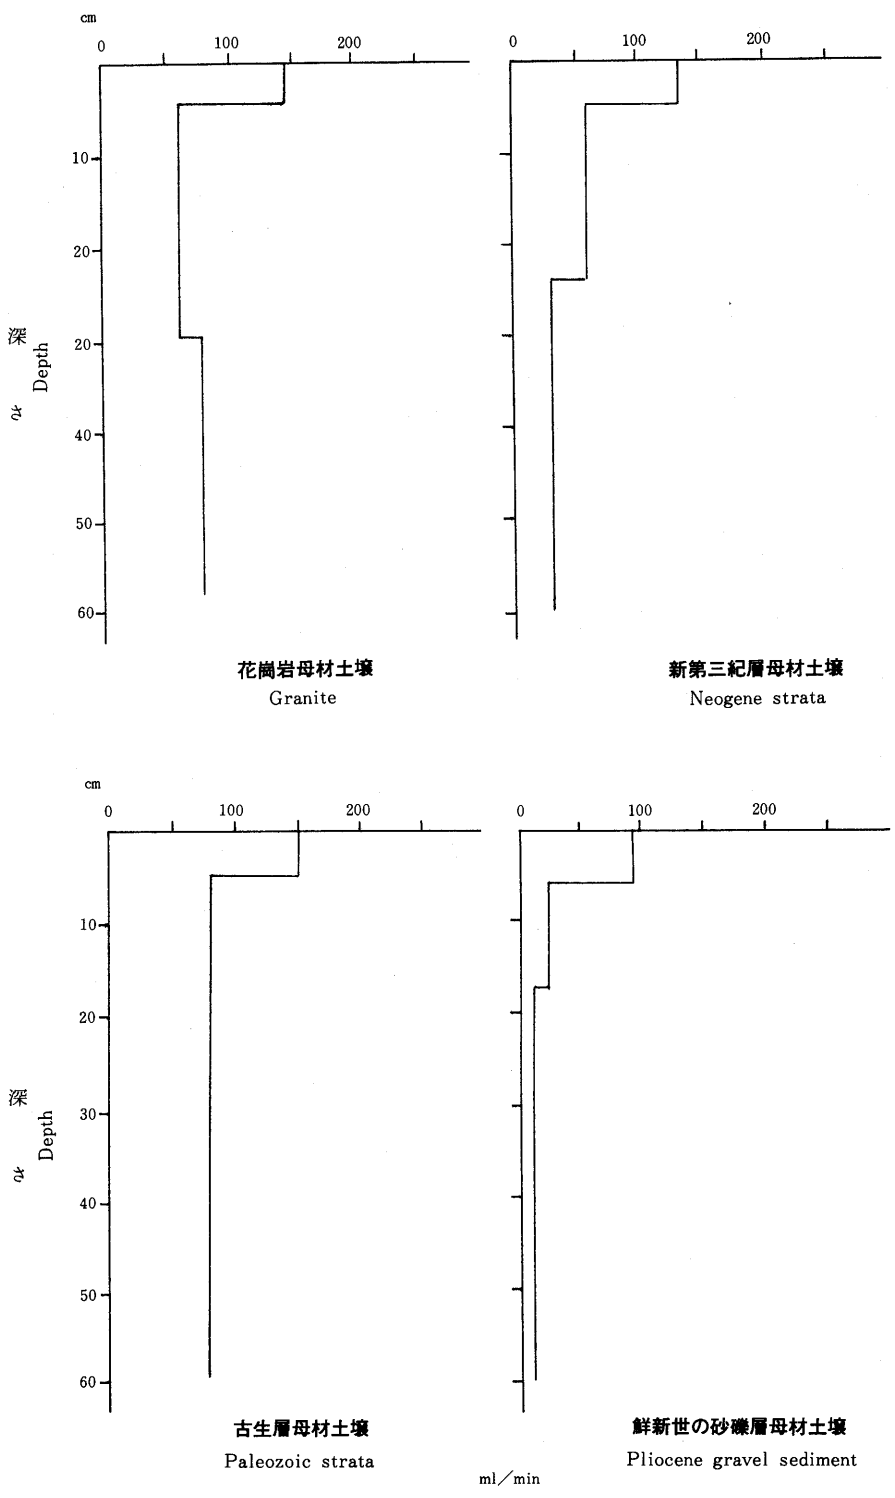 cm
0 100 200
10
20
20
40
50
60
深さ
Depth
花崗岩母材土壌
Granite
0 100 200
新第三紀層母材土壌
Neogene strata
cm
0 100 200
10
20
30
40
50
60
深さ
Depth
古生層母材土壌
Paleozoic strata
0 100 200
鮮新世の砂礫層母材土壌
Pliocene gravel sediment
ml/min